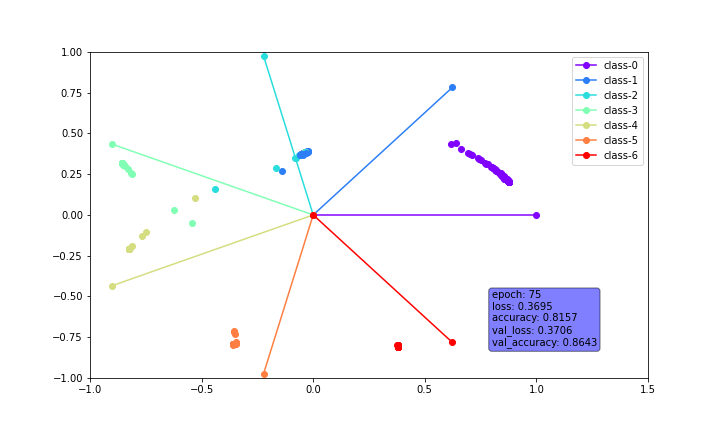 1.00
0.75
0.50
0.25
0.00
−0.25
−0.50
−0.75
−1.00
−1.0
−0.5
0.0
0.5
1.0
1.5
class-0
class-1
class-2
class-3
class-4
class-5
class-6
epoch: 75
loss: 0.3695
accuracy: 0.8157
val_loss: 0.3706
val_accuracy: 0.8643